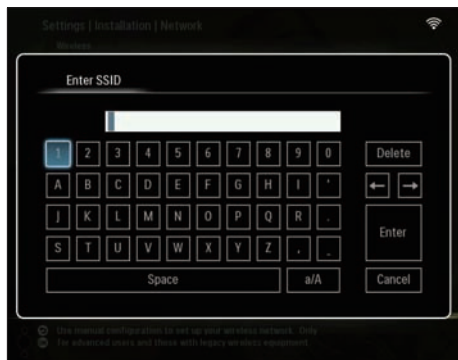 Settings | Installation | Network
Wireless
Enter SSID
1 2 3 4 5 6 7 8 9 0 Delete
A B C D E F G H I ' ← →
J K L M N O P Q R . Enter
S T U V W X Y Z , _
Space a/A Cancel
Use manual configuration to set up your wireless network. Only
for advanced users and those with legacy wireless equipment.